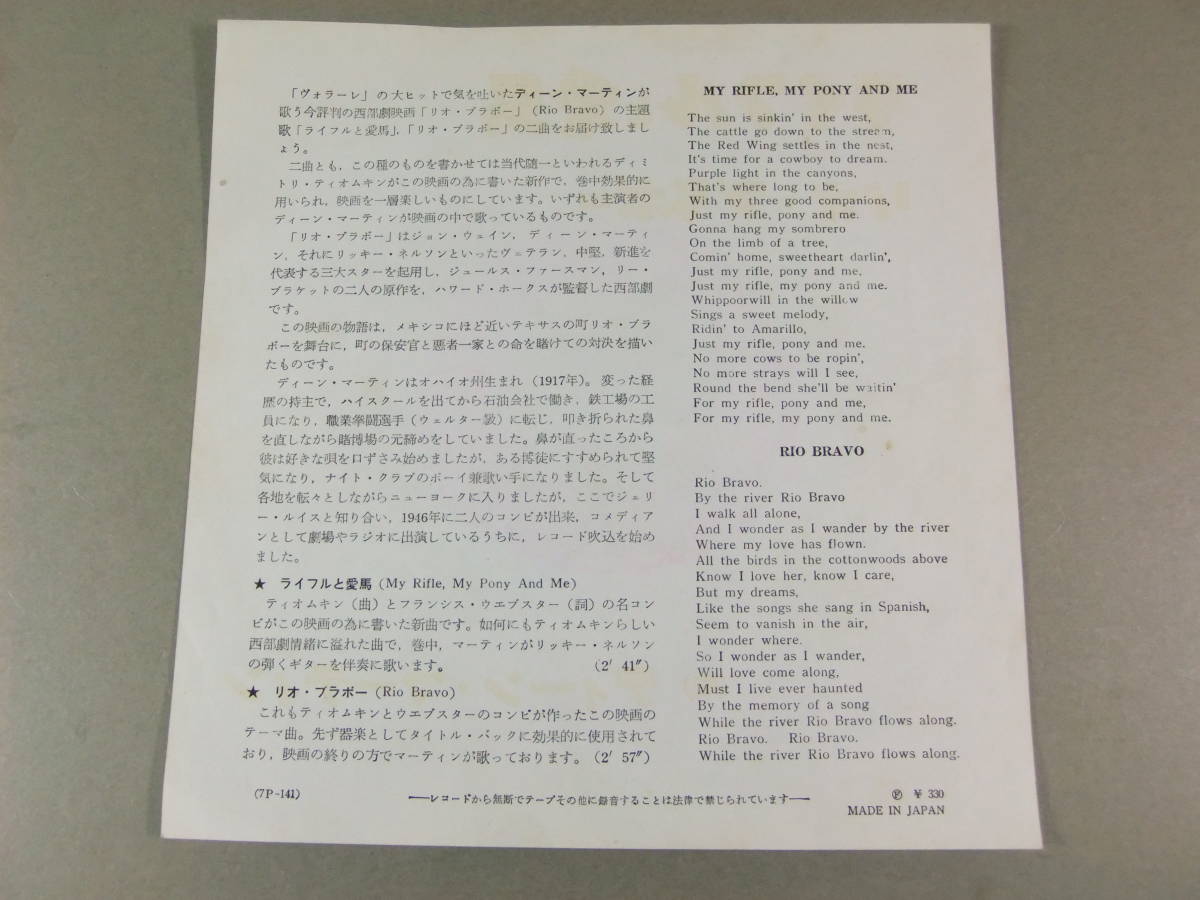 「ヴォラーレ」の大ヒットで気を吐いたディーン・マーティンが
歌う今評判の西部劇映画「リオ・ブラボー」(Rio Bravo) の主題
歌「ライフルと愛馬」,「リオ・ブラボー」の二曲をお届け致しまし
ょう。
二曲とも, この種のものを書かせては当代随一といわれるディミ
トリ・ティオムキンがこの映画の為に書いた新作で, 巻中効果的に
用いられ, 映画を一層楽しいものにしています。いずれも主演者の
ディーン・マーティンが映画の中で歌っているものです。
「リオ・ブラボー」はジョン・ウェイン, ディーン・マーティ
ン, それにリッキー・ネルソンといったヴェテラン, 中堅, 新進を
代表する三大スターを起用し, ジュールス・ファースマン, リー・
ブラケットの二人の原作を, ハワード・ホークスが監督した西部劇
です。
この映画の物語は, メキシコにほど近いテキサスの町リオ・ブラ
ボーを舞台に, 町の保安官と悪者一家との命を賭けての対決を描い
たものです。
ディーン・マーティンはオハイオ州生まれ (1917年)。変った経
歴の持主で, ハイスクールを出てから石油会社で働き, 鉄工場の工
員になり, 職業拳闘選手 (ウェルター級) に転じ, 叩き折られた鼻
を直しながら賭博場の元締めをしていました。鼻が直ったころから
彼は好きな唄を口ずさみ始めましたが, ある博徒にすすめられて堅
気になり, ナイト・クラブのボーイ兼歌い手になりました。そして
各地を転々としながらニューヨークに入りましたが, ここでジェリ
ー・ルイスと知り合い, 1946年に二人のコンビが出来, コメディア
ンとして劇場やラジオに出演しているうちに, レコード吹込を始め
ました。
★ ライフルと愛馬 (My Rifle, My Pony And Me)
ティオムキン (曲) とフランシス・ウエブスター (詞) の名コン
ビがこの映画の為に書いた新曲です。如何にもティオムキンらしい
西部劇情緒に溢れた曲で, 巻中, マーティンがリッキー・ネルソン
の弾くギターを伴奏に歌います。 (2′ 41″)
★ リオ・ブラボー (Rio Bravo)
これもティオムキンとウエブスターのコンビが作ったこの映画の
テーマ曲。先ず器楽としてタイトル・バックに効果的に使用されて
おり, 映画の終りの方でマーティンが歌っております。(2′ 57″)
MY RIFLE, MY PONY AND ME
The sun is sinkin' in the west,
The cattle go down to the stream,
The Red Wing settles in the nest,
It's time for a cowboy to dream.
Purple light in the canyons,
That's where long to be,
With my three good companions,
Just my rifle, pony and me.
Gonna hang my sombrero
On the limb of a tree,
Comin' home, sweetheart darlin',
Just my rifle, pony and me,
Just my rifle, my pony and me.
Whippoorwill in the willow
Sings a sweet melody,
Ridin' to Amarillo,
Just my rifle, pony and me.
No more cows to be ropin',
No more strays will I see,
Round the bend she'll be waitin'
For my rifle, pony and me,
For my rifle, my pony and me.
RIO BRAVO
Rio Bravo.
By the river Rio Bravo
I walk all alone,
And I wonder as I wander by the river
Where my love has flown.
All the birds in the cottonwoods above
Know I love her, know I care,
But my dreams,
Like the songs she sang in Spanish,
Seem to vanish in the air,
I wonder where.
So I wonder as I wander,
Will love come along,
Must I live ever haunted
By the memory of a song
While the river Rio Bravo flows along.
Rio Bravo. Rio Bravo.
While the river Rio Bravo flows along.
(7P-141)
——レコードから無断でテープその他に録音することは法律で禁じられています——
Ⓟ ¥ 330
MADE IN JAPAN